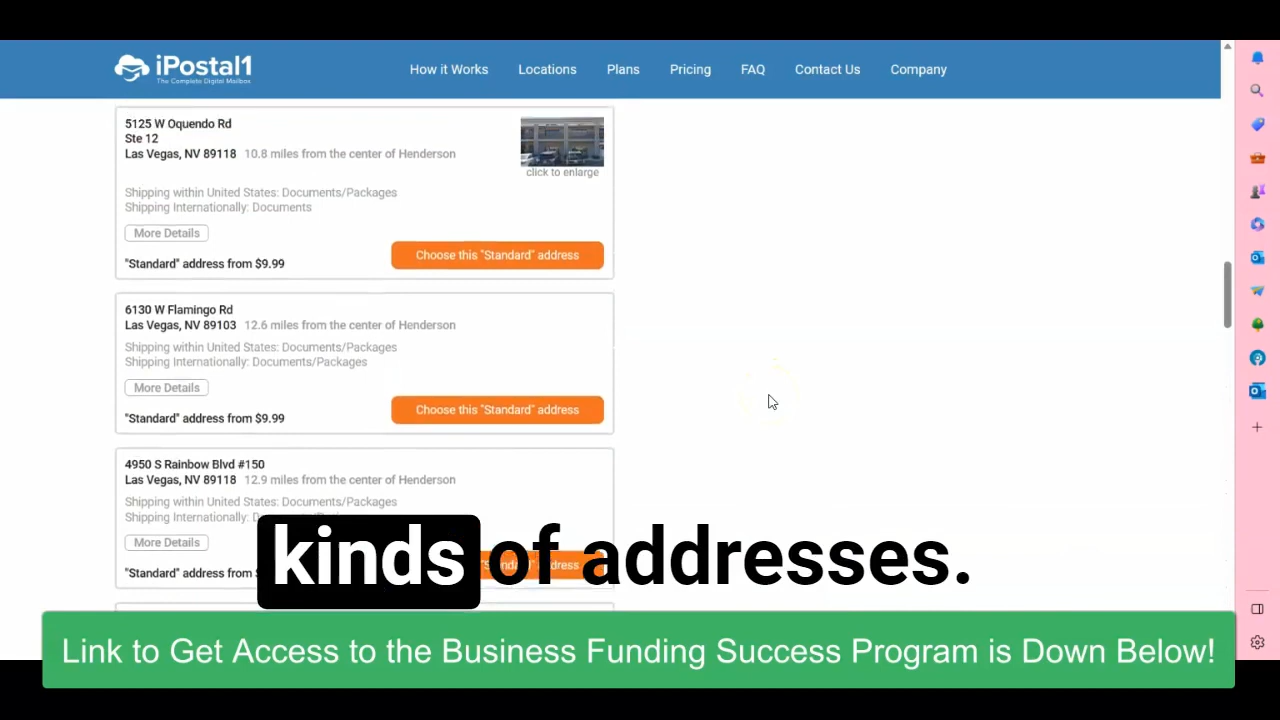 iPostal1
The Complete Digital Mailbox
How it Works Locations Plans Pricing FAQ Contact Us Company
5125 W Oquendo Rd
Ste 12
Las Vegas, NV 89118 10.8 miles from the center of Henderson
click to enlarge
Shipping within United States: Documents/Packages
Shipping Internationally: Documents
More Details
"Standard" address from $9.99
Choose this "Standard" address
6130 W Flamingo Rd
Las Vegas, NV 89103 12.6 miles from the center of Henderson
Shipping within United States: Documents/Packages
Shipping Internationally: Documents/Packages
More Details
"Standard" address from $9.99
Choose this "Standard" address
4950 S Rainbow Blvd #150
Las Vegas, NV 89118 12.9 miles from the center of Henderson
Shipping within United States: Documents/Packages
Shipping Internationally:
More Details
"Standard" address from
address
kinds of addresses.
Link to Get Access to the Business Funding Success Program is Down Below!